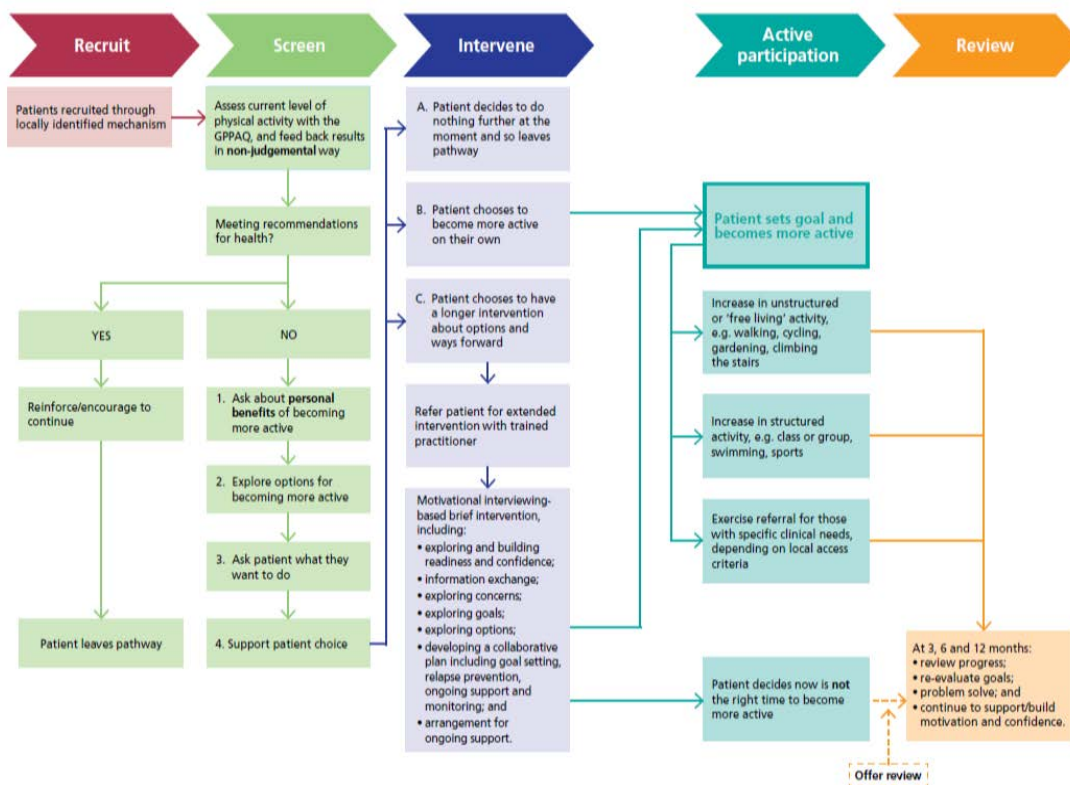 Recruit
Screen
Intervene
Active
participation
Review
Patients recruited through
locally identified mechanism
Assess current level of
physical activity with the
GPPAQ, and feed back results
in non-judgemental way
Meeting recommendations
for health?
YES
NO
Reinforce/encourage to
continue
Patient leaves pathway
1. Ask about personal
benefits of becoming
more active
2. Explore options for
becoming more active
3. Ask patient what they
want to do
4. Support patient choice
A. Patient decides to do
nothing further at the
moment and so leaves
pathway
B. Patient chooses to
become more active
on their own
C. Patient chooses to have
a longer intervention
about options and
ways forward
Refer patient for extended
intervention with trained
practitioner
Motivational interviewing-
based brief intervention,
including:
• exploring and building
readiness and confidence;
• information exchange;
• exploring concerns;
• exploring goals;
• exploring options;
• developing a collaborative
plan including goal setting,
relapse prevention,
ongoing support and
monitoring; and
• arrangement for
ongoing support.
Patient sets goal and
becomes more active
Increase in unstructured
or ‘free living’ activity,
e.g. walking, cycling,
gardening, climbing
the stairs
Increase in structured
activity, e.g. class or group,
swimming, sports
Exercise referral for those
with specific clinical needs,
depending on local access
criteria
Patient decides now is not
the right time to become
more active
At 3, 6 and 12 months:
• review progress;
• re-evaluate goals;
• problem solve; and
• continue to support/build
motivation and confidence.
Offer review